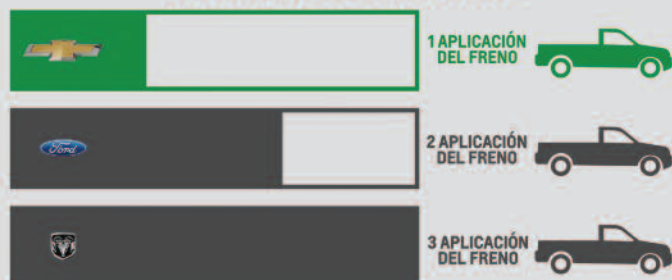 1 APLICACIÓN
DEL FRENO
Ford
2 APLICACIÓN
DEL FRENO
3 APLICACIÓN
DEL FRENO